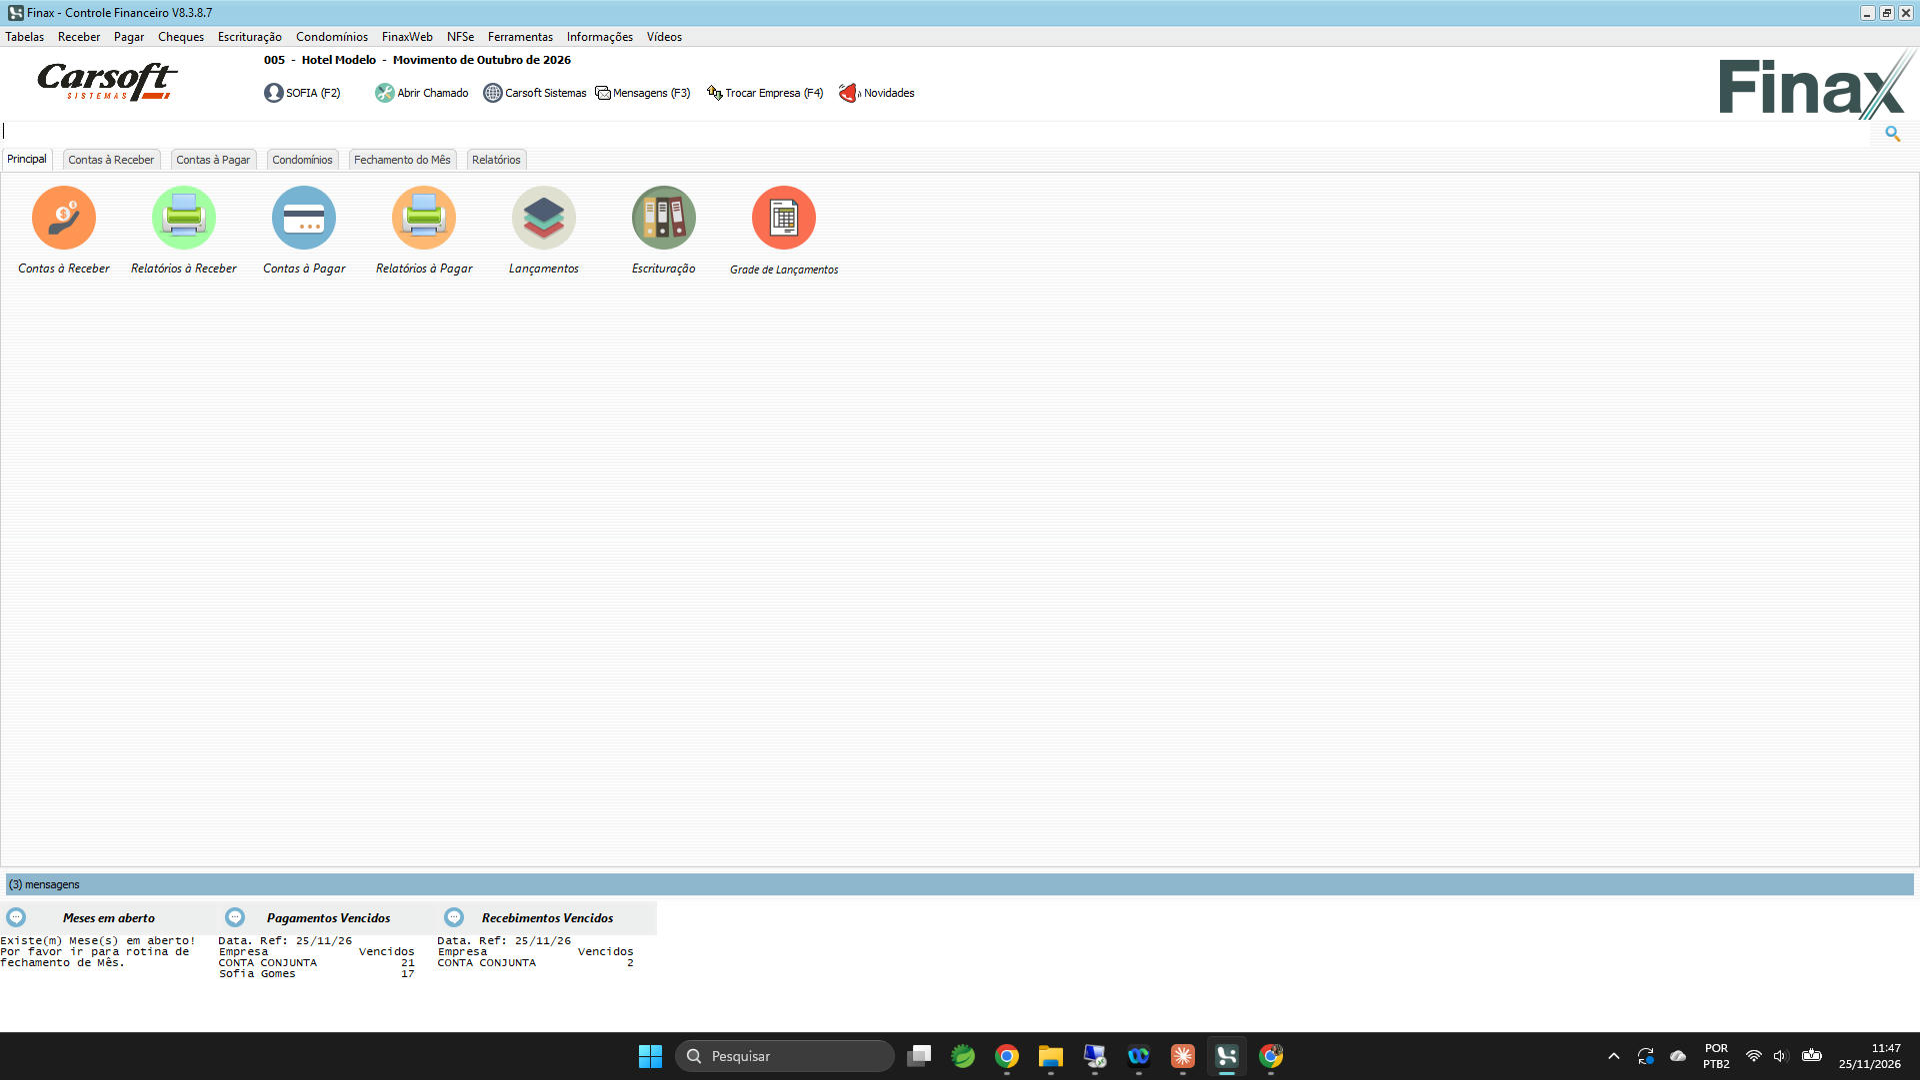 Finax - Controle Financeiro V8.3.8.7
Tabelas Receber Pagar Cheques Escrituração Condomínios FinaxWeb NFSe Ferramentas Informações Vídeos
Carsoft
SISTEMAS
005 - Hotel Modelo - Movimento de Outubro de 2026
SOFIA (F2) Abrir Chamado Carsoft Sistemas Mensagens (F3) Trocar Empresa (F4) Novidades
Finax
Principal Contas à Receber Contas à Pagar Condomínios Fechamento do Mês Relatórios
Contas à Receber Relatórios à Receber Contas à Pagar Relatórios à Pagar Lançamentos Escrituração Grade de Lançamentos
(3) mensagens
Meses em aberto
Existe(m) Mese(s) em aberto!
Por favor ir para rotina de
fechamento de Mês.
Pagamentos Vencidos
Data. Ref: 25/11/26
Empresa Vencidos
CONTA CONJUNTA 21
Sofia Gomes 17
Recebimentos Vencidos
Data. Ref: 25/11/26
Empresa Vencidos
CONTA CONJUNTA 2
Pesquisar
POR
PTB2
11:47
25/11/2026